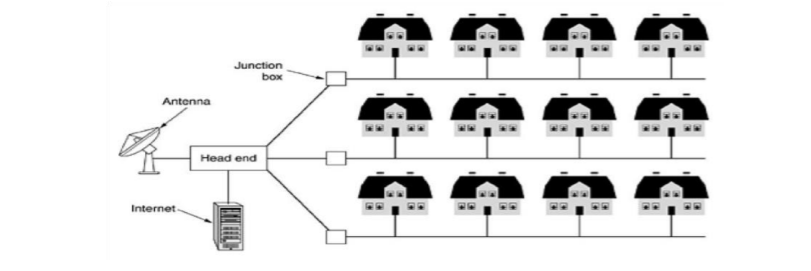 Junction
box
Antenna
Head end
Internet